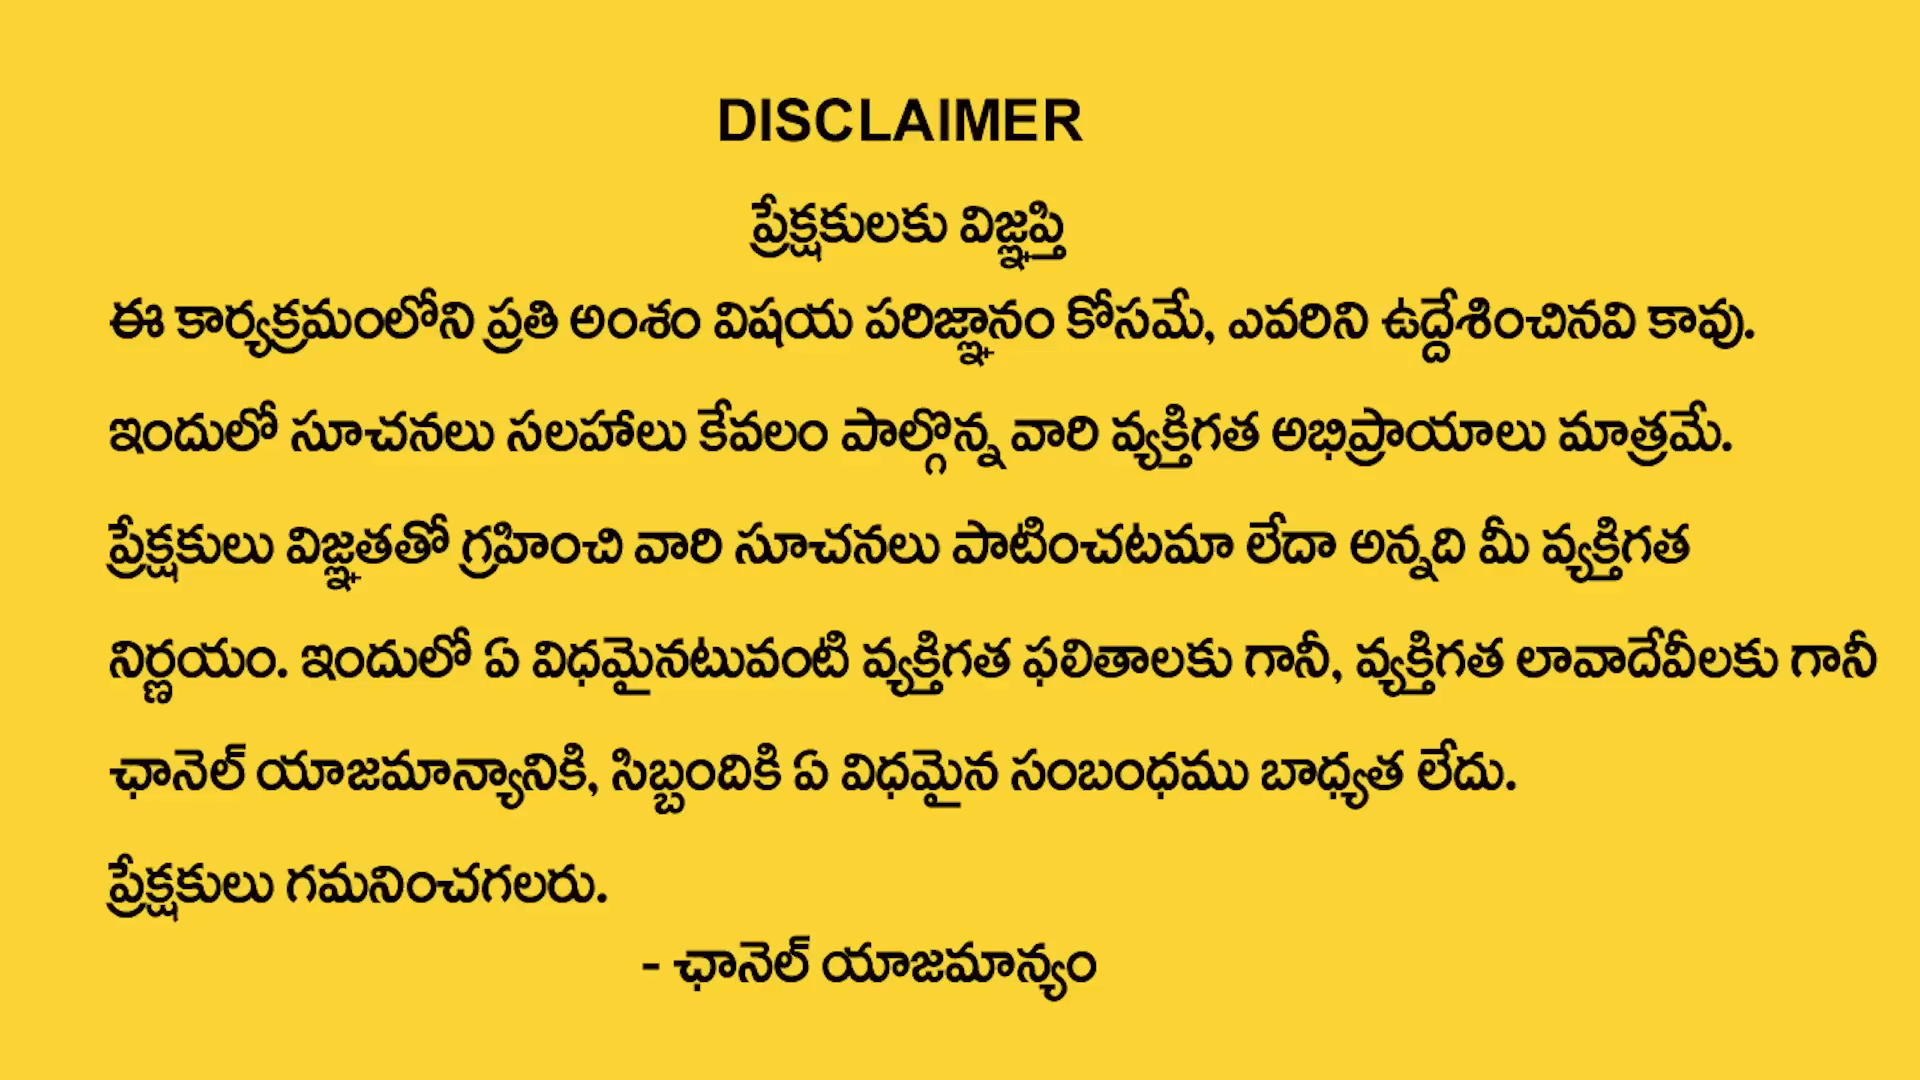 DISCLAIMER
ప్రేక్షకులకు విజ్ఞప్తి
ఈ కార్యక్రమంలోని ప్రతి అంశం విషయ పరిజ్ఞానం కోసమే, ఎవరిని ఉద్దేశించినవి కావు.
ఇందులో సూచనలు సలహాలు కేవలం పాల్గొన్న వారి వ్యక్తిగత అభిప్రాయాలు మాత్రమే.
ప్రేక్షకులు విజ్ఞతతో గ్రహించి వారి సూచనలు పాటించటమా లేదా అన్నది మీ వ్యక్తిగత
నిర్ణయం. ఇందులో ఏ విధమైనటువంటి వ్యక్తిగత ఫలితాలకు గానీ, వ్యక్తిగత లావాదేవీలకు గానీ
ఛానెల్ యాజమాన్యానికి, సిబ్బందికి ఏ విధమైన సంబంధము బాధ్యత లేదు.
ప్రేక్షకులు గమనించగలరు.
- ఛానెల్ యాజమాన్యం